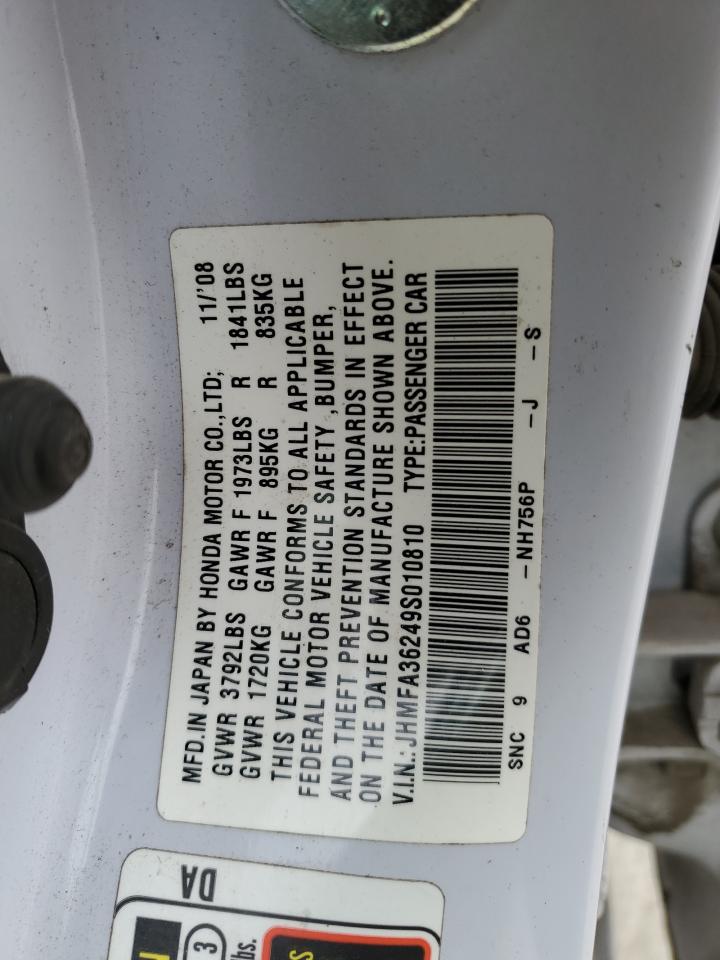 MFD.IN JAPAN BY HONDA MOTOR CO.,LTD; 11/'08
GVWR 3792LBS GAWR F 1973LBS R 1841LBS
GVWR 1720KG GAWR F 895KG R 835KG
THIS VEHICLE CONFORMS TO ALL APPLICABLE
FEDERAL MOTOR VEHICLE SAFETY ,BUMPER,
AND THEFT PREVENTION STANDARDS IN EFFECT
ON THE DATE OF MANUFACTURE SHOWN ABOVE.
V.I.N.: JHMFA36249S010810 TYPE:PASSENGER CAR
SNC 9 AD6 -NH756P -J -S
DA
3
lbs.